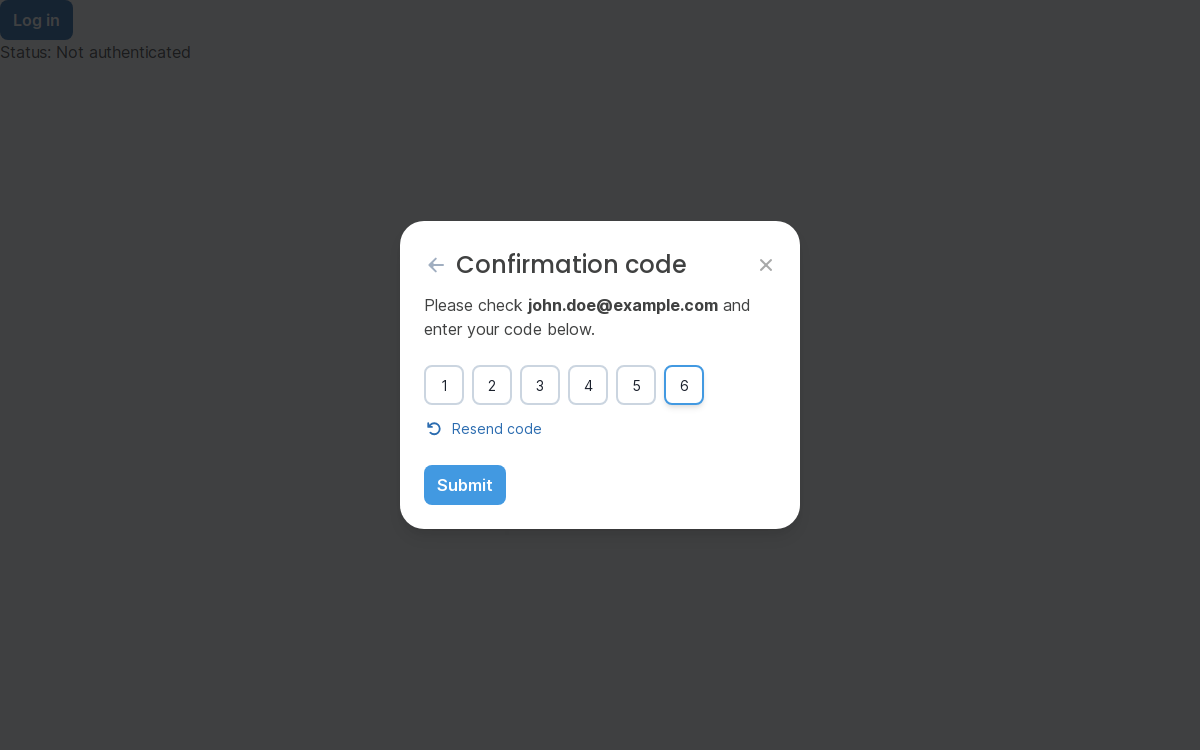 Log in
Status: Not authenticated
Confirmation code
Please check john.doe@example.com and
enter your code below.
1 2 3 4 5 6
Resend code
Submit